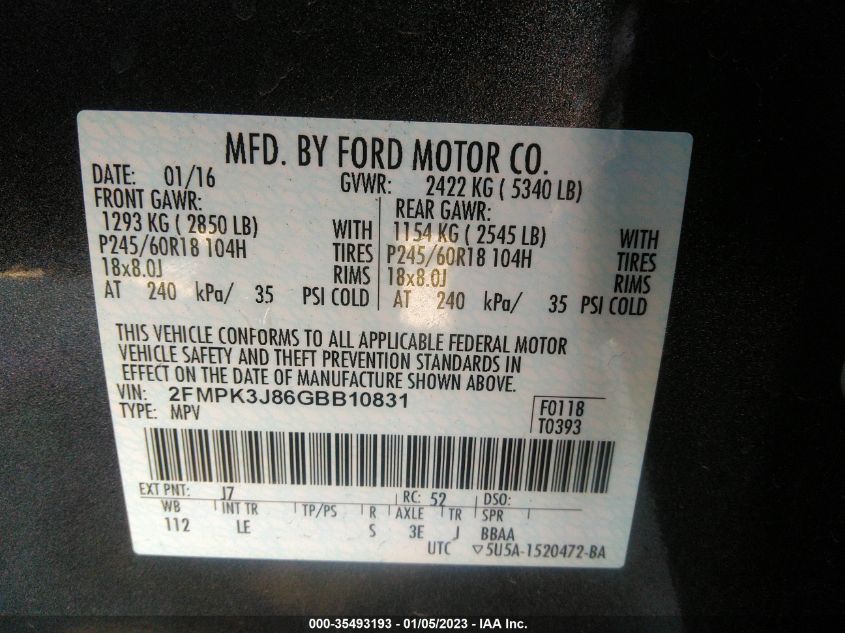 MFD. BY FORD MOTOR CO.
DATE: 01/16 GVWR: 2422 KG ( 5340 LB)
FRONT GAWR:
1293 KG ( 2850 LB) WITH
P245/60R18 104H TIRES
18x8.0J RIMS
AT 240 kPa/ 35 PSI COLD
REAR GAWR:
1154 KG ( 2545 LB) WITH
P245/60R18 104H TIRES
18x8.0J RIMS
AT 240 kPa/ 35 PSI COLD
THIS VEHICLE CONFORMS TO ALL APPLICABLE FEDERAL MOTOR
VEHICLE SAFETY AND THEFT PREVENTION STANDARDS IN
EFFECT ON THE DATE OF MANUFACTURE SHOWN ABOVE.
VIN: 2FMPK3J86GBB10831
TYPE: MPV
F0118
T0393
EXT PNT: J7 RC: 52 DSO:
WB INT TR TP/PS R AXLE TR SPR
112 LE S 3E J BBAA
UTC ▽5U5A-1520472-BA
000-35493193 - 01/05/2023 - IAA Inc.